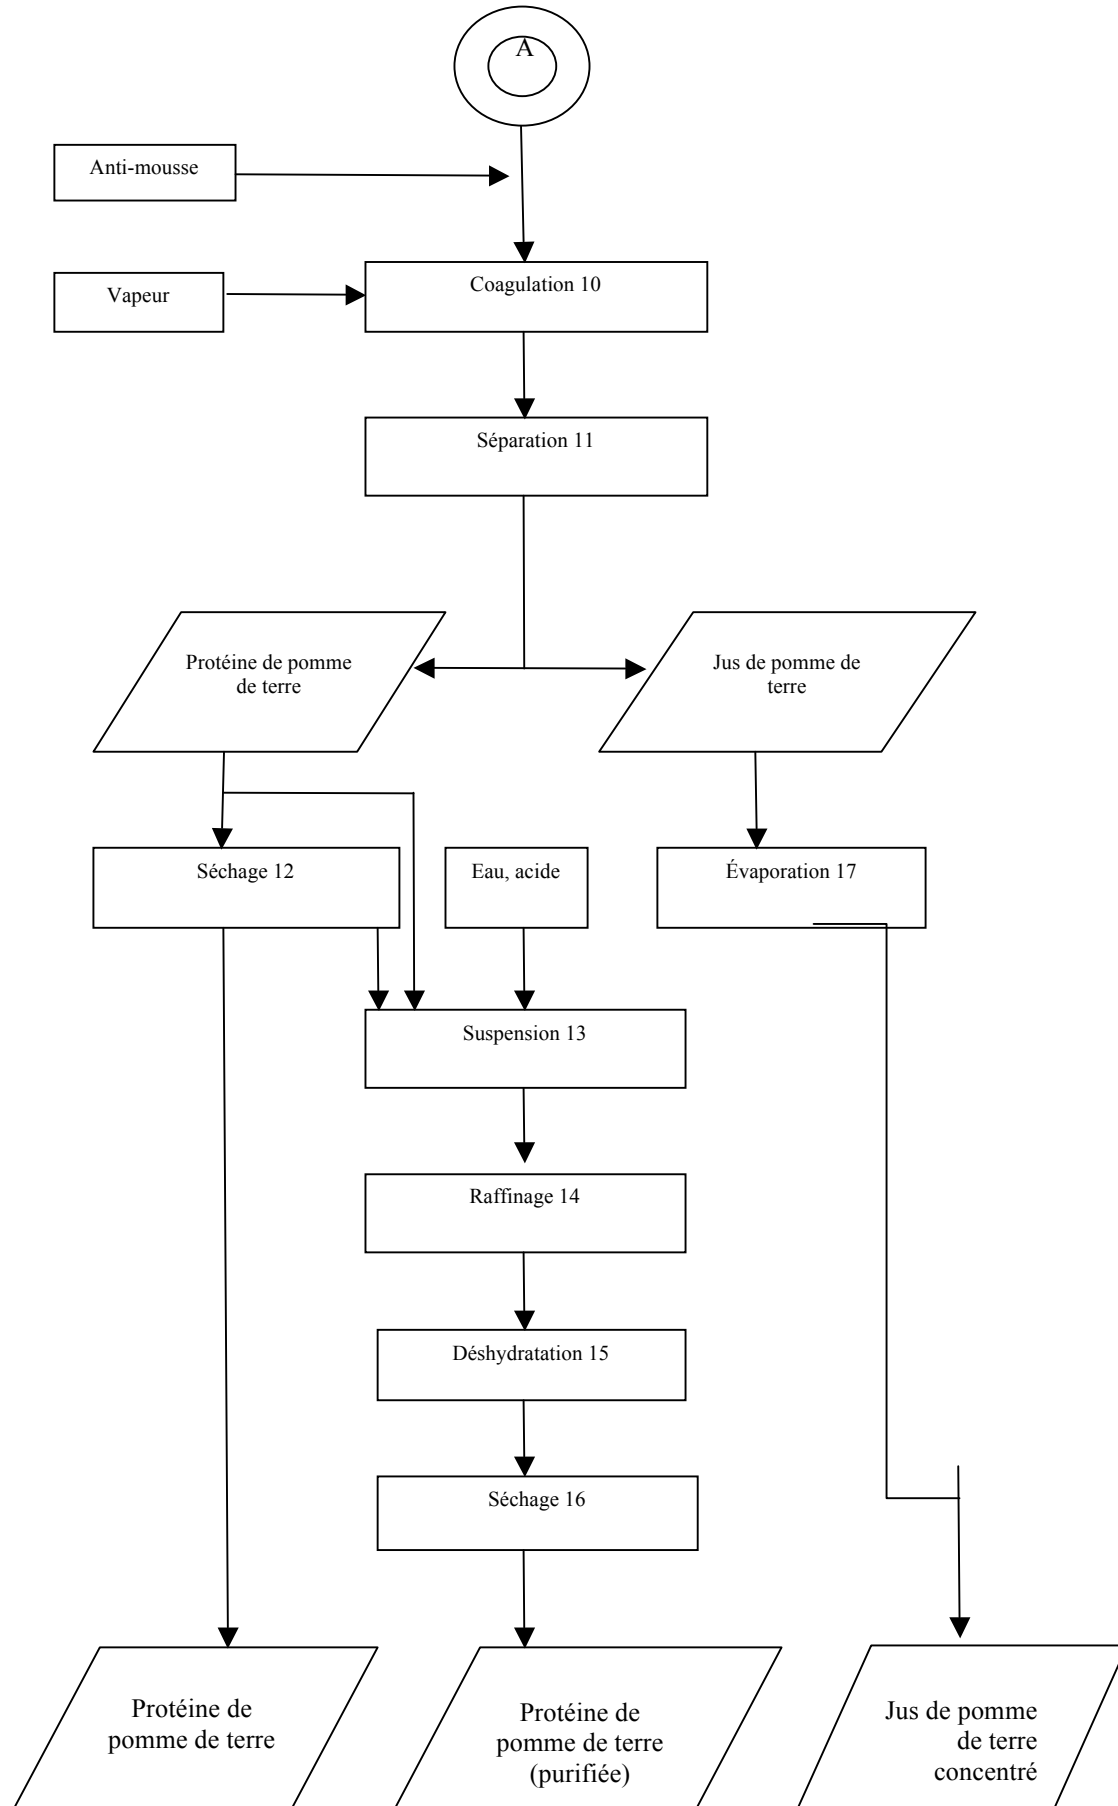 A
Anti-mousse
Coagulation 10
Vapeur
Séparation 11
Protéine de pomme
de terre
Jus de pomme de
terre
Séchage 12
Eau, acide
Évaporation 17
Suspension 13
Raffinage 14
Déshydratation 15
Séchage 16
Protéine de
pomme de terre
Protéine de
pomme de terre
(purifiée)
Jus de pomme
de terre
concentré